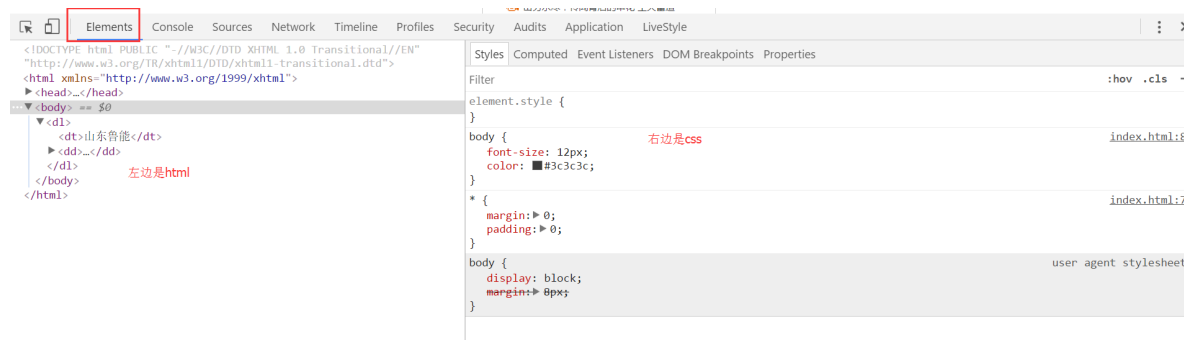 Elements Console Sources Network Timeline Profiles Security Audits Application LiveStyle
<!DOCTYPE html PUBLIC "-//W3C//DTD XHTML 1.0 Transitional//EN"
"http://www.w3.org/TR/xhtml1/DTD/xhtml1-transitional.dtd">
<html xmlns="http://www.w3.org/1999/xhtml">
▶<head>…</head>
…▼<body> == $0
▼<dl>
<dt>山东鲁能</dt>
▶<dd>…</dd>
</dl>
左边是html
</body>
</html>
Styles Computed Event Listeners DOM Breakpoints Properties
Filter :hov .cls
element.style {
}
body { 右边是css index.html:8
font-size: 12px;
color: #3c3c3c;
}
* { index.html:7
margin:▶ 0;
padding:▶ 0;
}
body { user agent stylesheet
display: block;
margin:▶ 8px;
}